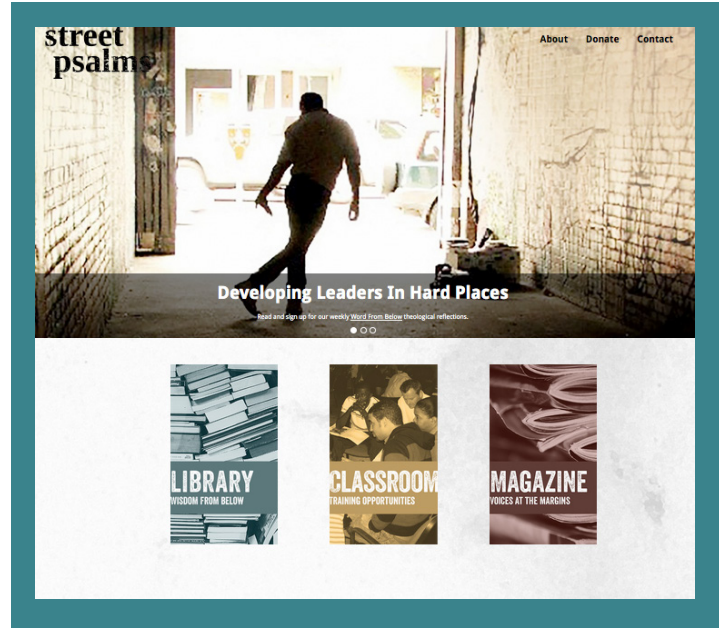 street
psalms
About Donate Contact
Developing Leaders In Hard Places
Read and sign up for our weekly Word From Below theological reflections.
LIBRARY
WISDOM FROM BELOW
CLASSROOM
TRAINING OPPORTUNITIES
MAGAZINE
VOICES AT THE MARGINS